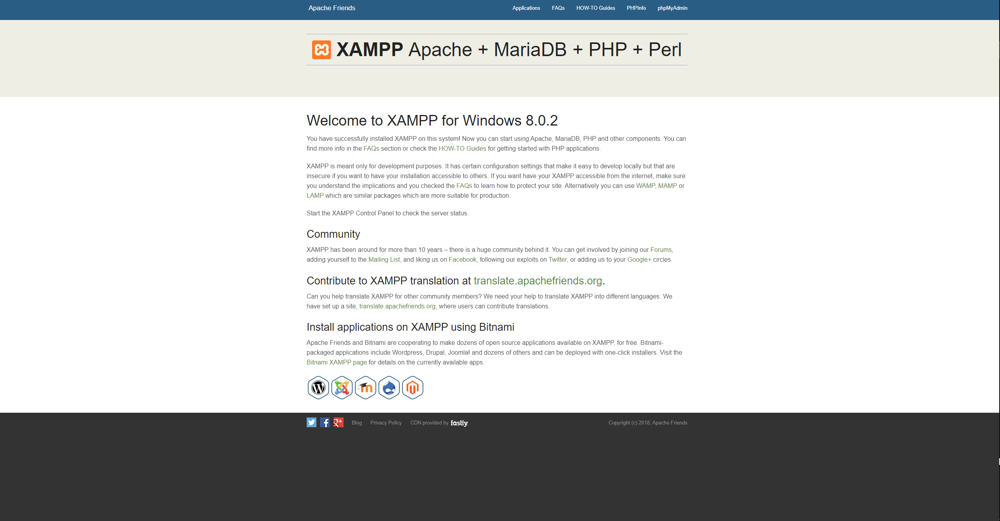 Apache Friends
Applications FAQs HOW-TO Guides PHPInfo phpMyAdmin
XAMPP Apache + MariaDB + PHP + Perl
Welcome to XAMPP for Windows 8.0.2
You have successfully installed XAMPP on this system! Now you can start using Apache, MariaDB, PHP and other components. You can
find more info in the FAQs section or check the HOW-TO Guides for getting started with PHP applications.
XAMPP is meant only for development purposes. It has certain configuration settings that make it easy to develop locally but that are
insecure if you want to have your installation accessible to others. If you want have your XAMPP accessible from the internet, make sure
you understand the implications and you checked the FAQs to learn how to protect your site. Alternatively you can use WAMP, MAMP or
LAMP which are similar packages which are more suitable for production.
Start the XAMPP Control Panel to check the server status.
Community
XAMPP has been around for more than 10 years – there is a huge community behind it. You can get involved by joining our Forums,
adding yourself to the Mailing List, and liking us on Facebook, following our exploits on Twitter, or adding us to your Google+ circles.
Contribute to XAMPP translation at translate.apachefriends.org.
Can you help translate XAMPP for other community members? We need your help to translate XAMPP into different languages. We
have set up a site, translate.apachefriends.org, where users can contribute translations.
Install applications on XAMPP using Bitnami
Apache Friends and Bitnami are cooperating to make dozens of open source applications available on XAMPP, for free. Bitnami-
packaged applications include Wordpress, Drupal, Joomla! and dozens of others and can be deployed with one-click installers. Visit the
Bitnami XAMPP page for details on the currently available apps.
Blog Privacy Policy CDN provided by fastly Copyright (c) 2018, Apache Friends